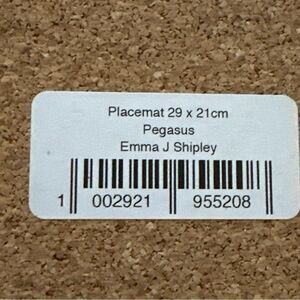 Placemat 29 x 21cm
Pegasus
Emma J Shipley
1 002921 955208